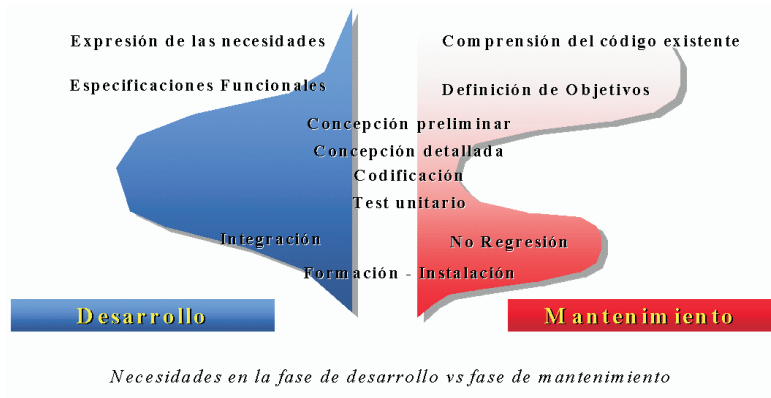 Expresión de las necesidades
Comprensión del código existente
Especificaciones Funcionales
Definición de Objetivos
Concepción preliminar
Concepción detallada
Codificación
Test unitario
Integración
No Regresión
Formación - Instalación
Desarrollo
Mantenimiento
Necesidades en la fase de desarrollo vs fase de mantenimiento